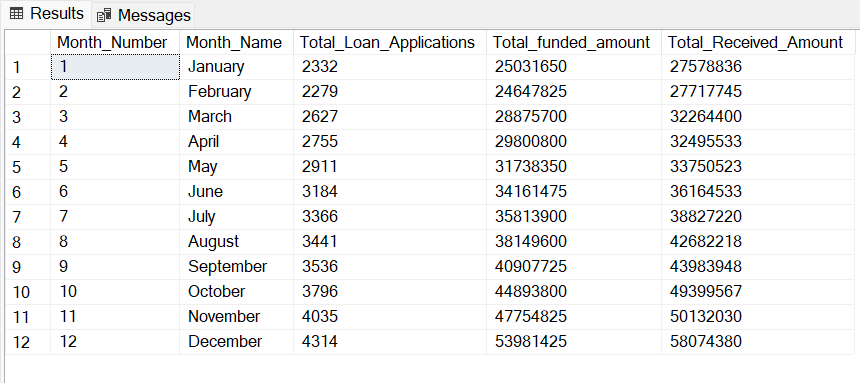 Results Messages
Month_Number Month_Name Total_Loan_Applications Total_funded_amount Total_Received_Amount
1 1 January 2332 25031650 27578836
2 2 February 2279 24647825 27717745
3 3 March 2627 28875700 32264400
4 4 April 2755 29800800 32495533
5 5 May 2911 31738350 33750523
6 6 June 3184 34161475 36164533
7 7 July 3366 35813900 38827220
8 8 August 3441 38149600 42682218
9 9 September 3536 40907725 43983948
10 10 October 3796 44893800 49399567
11 11 November 4035 47754825 50132030
12 12 December 4314 53981425 58074380